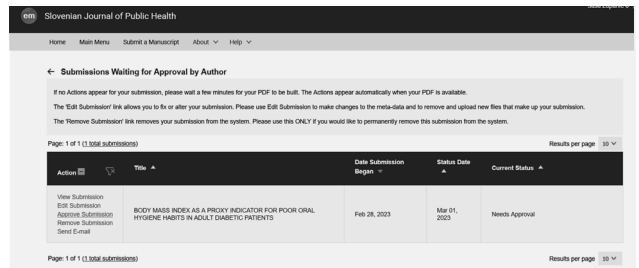 em Slovenian Journal of Public Health
Home Main Menu Submit a Manuscript About Help
← Submissions Waiting for Approval by Author
If no Actions appear for your submission, please wait a few minutes for your PDF to be built. The Actions appear automatically when your PDF is available.
The 'Edit Submission' link allows you to fix or alter your submission. Please use Edit Submission to make changes to the meta-data and to remove and upload new files that make up your submission.
The 'Remove Submission' link removes your submission from the system. Please use this ONLY if you would like to permanently remove this submission from the system.
Page: 1 of 1 (1 total submissions) Results per page 10
Action Title Date Submission Began Status Date Current Status
View Submission
Edit Submission
Approve Submission
Remove Submission
Send E-mail
BODY MASS INDEX AS A PROXY INDICATOR FOR POOR ORAL
HYGIENE HABITS IN ADULT DIABETIC PATIENTS
Feb 28, 2023
Mar 01,
2023
Needs Approval
Page: 1 of 1 (1 total submissions) Results per page 10